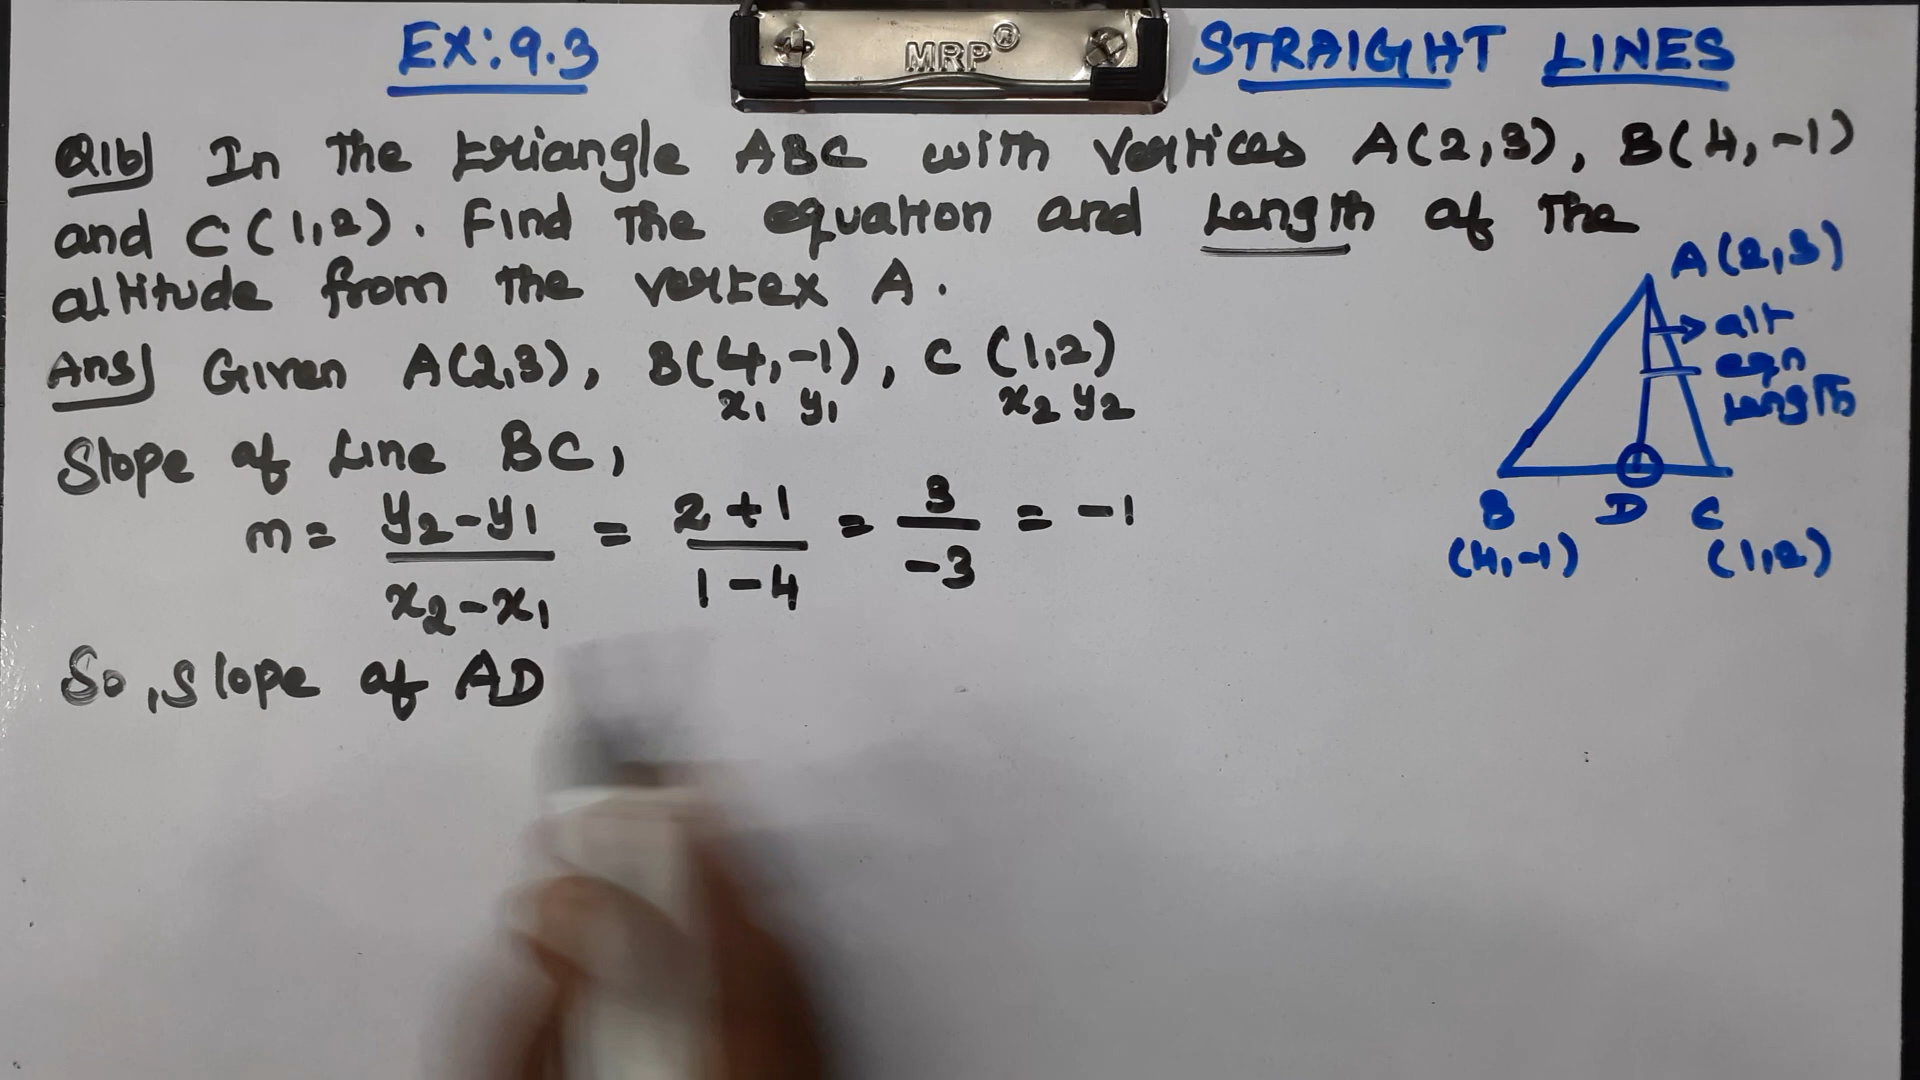 EX:9.3
MRP®
STRAIGHT LINES
Q16) In the triangle ABC with vertices A(2,3), B(4,-1)
and C(1,2). Find the equation and Length of the
altitude from the vertex A.
Ans) Given A(2,3), B(4,-1), C(1,2)
x₁ y₁ x₂ y₂
Slope of Line BC,
m = y₂-y₁ / x₂-x₁ = 2+1 / 1-4 = 3 / -3 = -1
So, slope of AD
A(2,3)
alt
eqn
Length
B D C
(4,-1) (1,2)